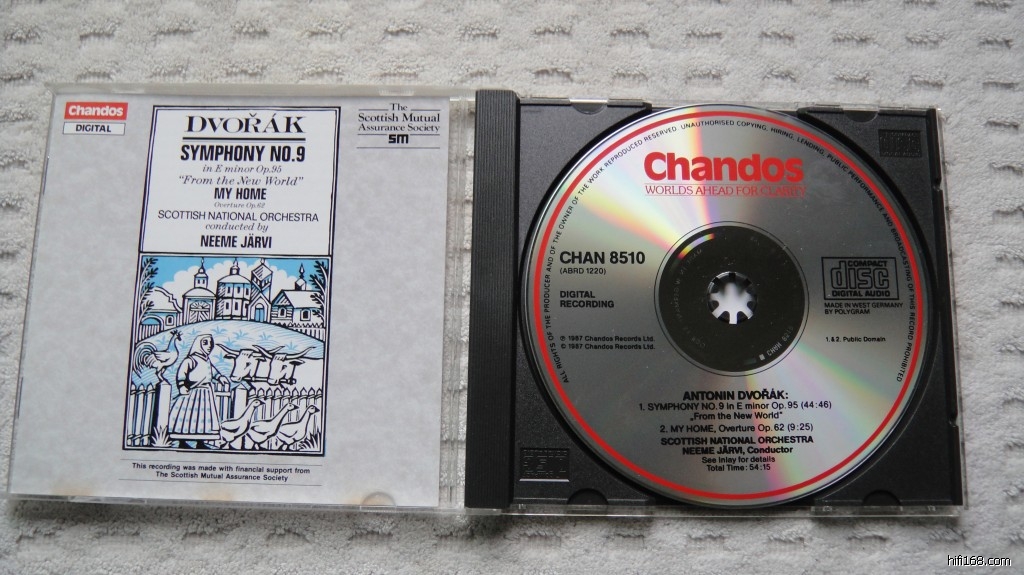 Chandos
DIGITAL
DVOŘÁK
SYMPHONY NO.9
in E minor Op.95
"From the New World"
MY HOME
Overture Op.62
SCOTTISH NATIONAL ORCHESTRA
conducted by
NEEME JÄRVI
The
Scottish Mutual
Assurance Society
sm
This recording was made with financial support from
The Scottish Mutual Assurance Society
ALL RIGHTS OF THE PRODUCER AND OF THE OWNER OF THE WORK REPRODUCED RESERVED. UNAUTHORISED COPYING, HIRING, LENDING, PUBLIC PERFORMANCE AND BROADCASTING OF THIS RECORD PROHIBITED
Chandos
WORLDS AHEAD FOR CLARITY
CHAN 8510
(ABRD 1220)
DIGITAL
RECORDING
℗ 1987 Chandos Records Ltd.
© 1987 Chandos Records Ltd.
COMPACT
disc
DIGITAL AUDIO
MADE IN WEST GERMANY
BY POLYGRAM
1.&2. Public Domain
ANTONIN DVOŘÁK:
1. SYMPHONY NO.9 in E minor Op.95 (44:46)
"From the New World"
2. MY HOME, Overture Op.62 (9:25)
SCOTTISH NATIONAL ORCHESTRA
NEEME JÄRVI, Conductor
See inlay for details
Total Time: 54:15
hifi168.com